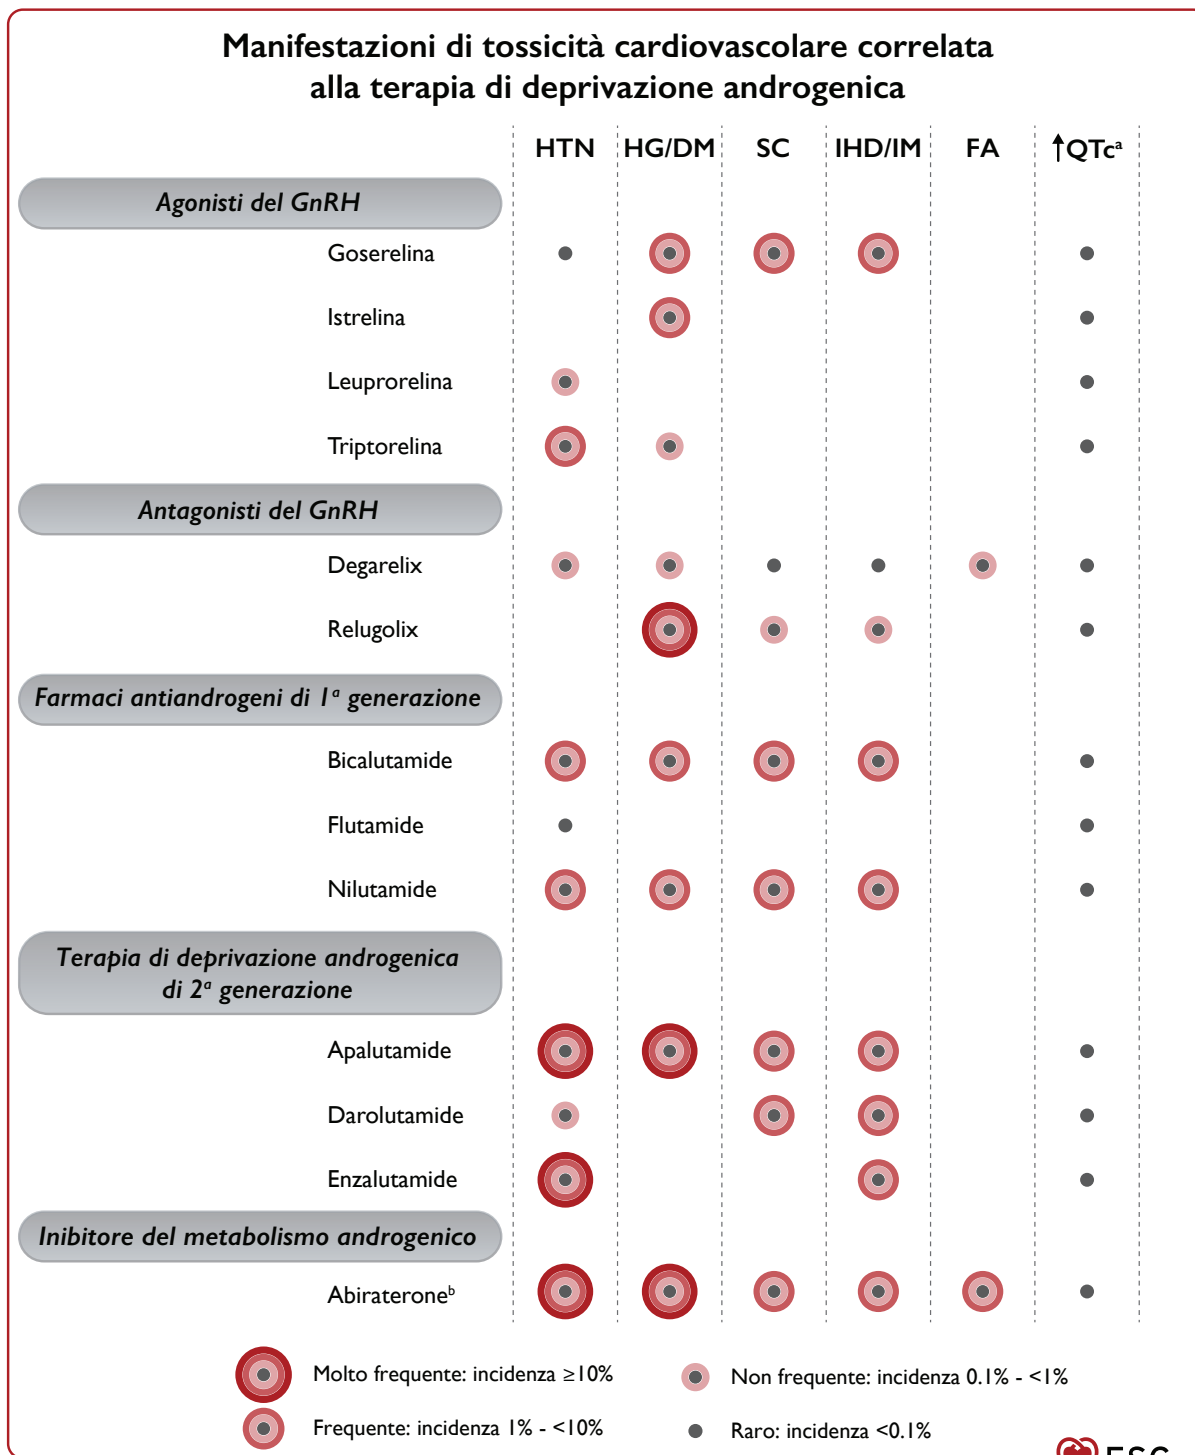 Manifestazioni di tossicità cardiovascolare correlata
alla terapia di deprivazione androgenica
HTN HG/DM SC IHD/IM FA ↑QTcᵃ
Agonisti del GnRH
Goserelina
Istrelina
Leuprorelina
Triptorelina
Antagonisti del GnRH
Degarelix
Relugolix
Farmaci antiandrogeni di 1ᵃ generazione
Bicalutamide
Flutamide
Nilutamide
Terapia di deprivazione androgenica
di 2ᵃ generazione
Apalutamide
Darolutamide
Enzalutamide
Inibitore del metabolismo androgenico
Abirateroneᵇ
Molto frequente: incidenza ≥10% Non frequente: incidenza 0.1% - <1%
Frequente: incidenza 1% - <10% Raro: incidenza <0.1%
ESC